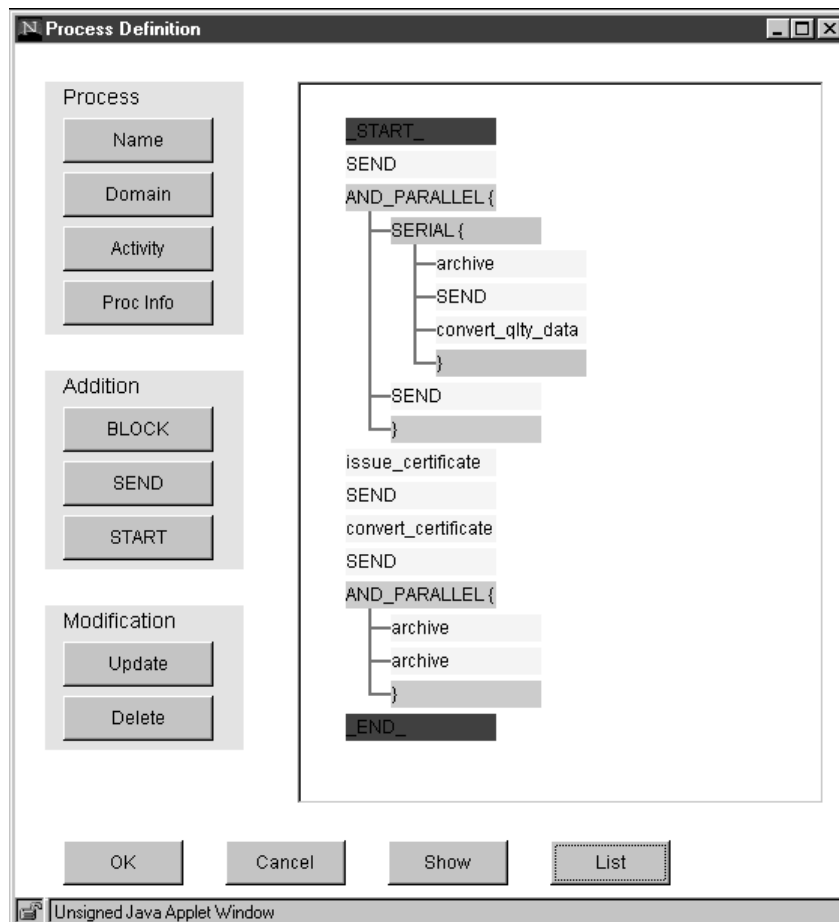 N Process Definition
Process
Name
Domain
Activity
Proc Info
Addition
BLOCK
SEND
START
Modification
Update
Delete
_START_
SEND
AND_PARALLEL{
SERIAL{
archive
SEND
convert_qlty_data
}
SEND
}
issue_certificate
SEND
convert_certificate
SEND
AND_PARALLEL{
archive
archive
}
_END_
OK
Cancel
Show
List
Unsigned Java Applet Window